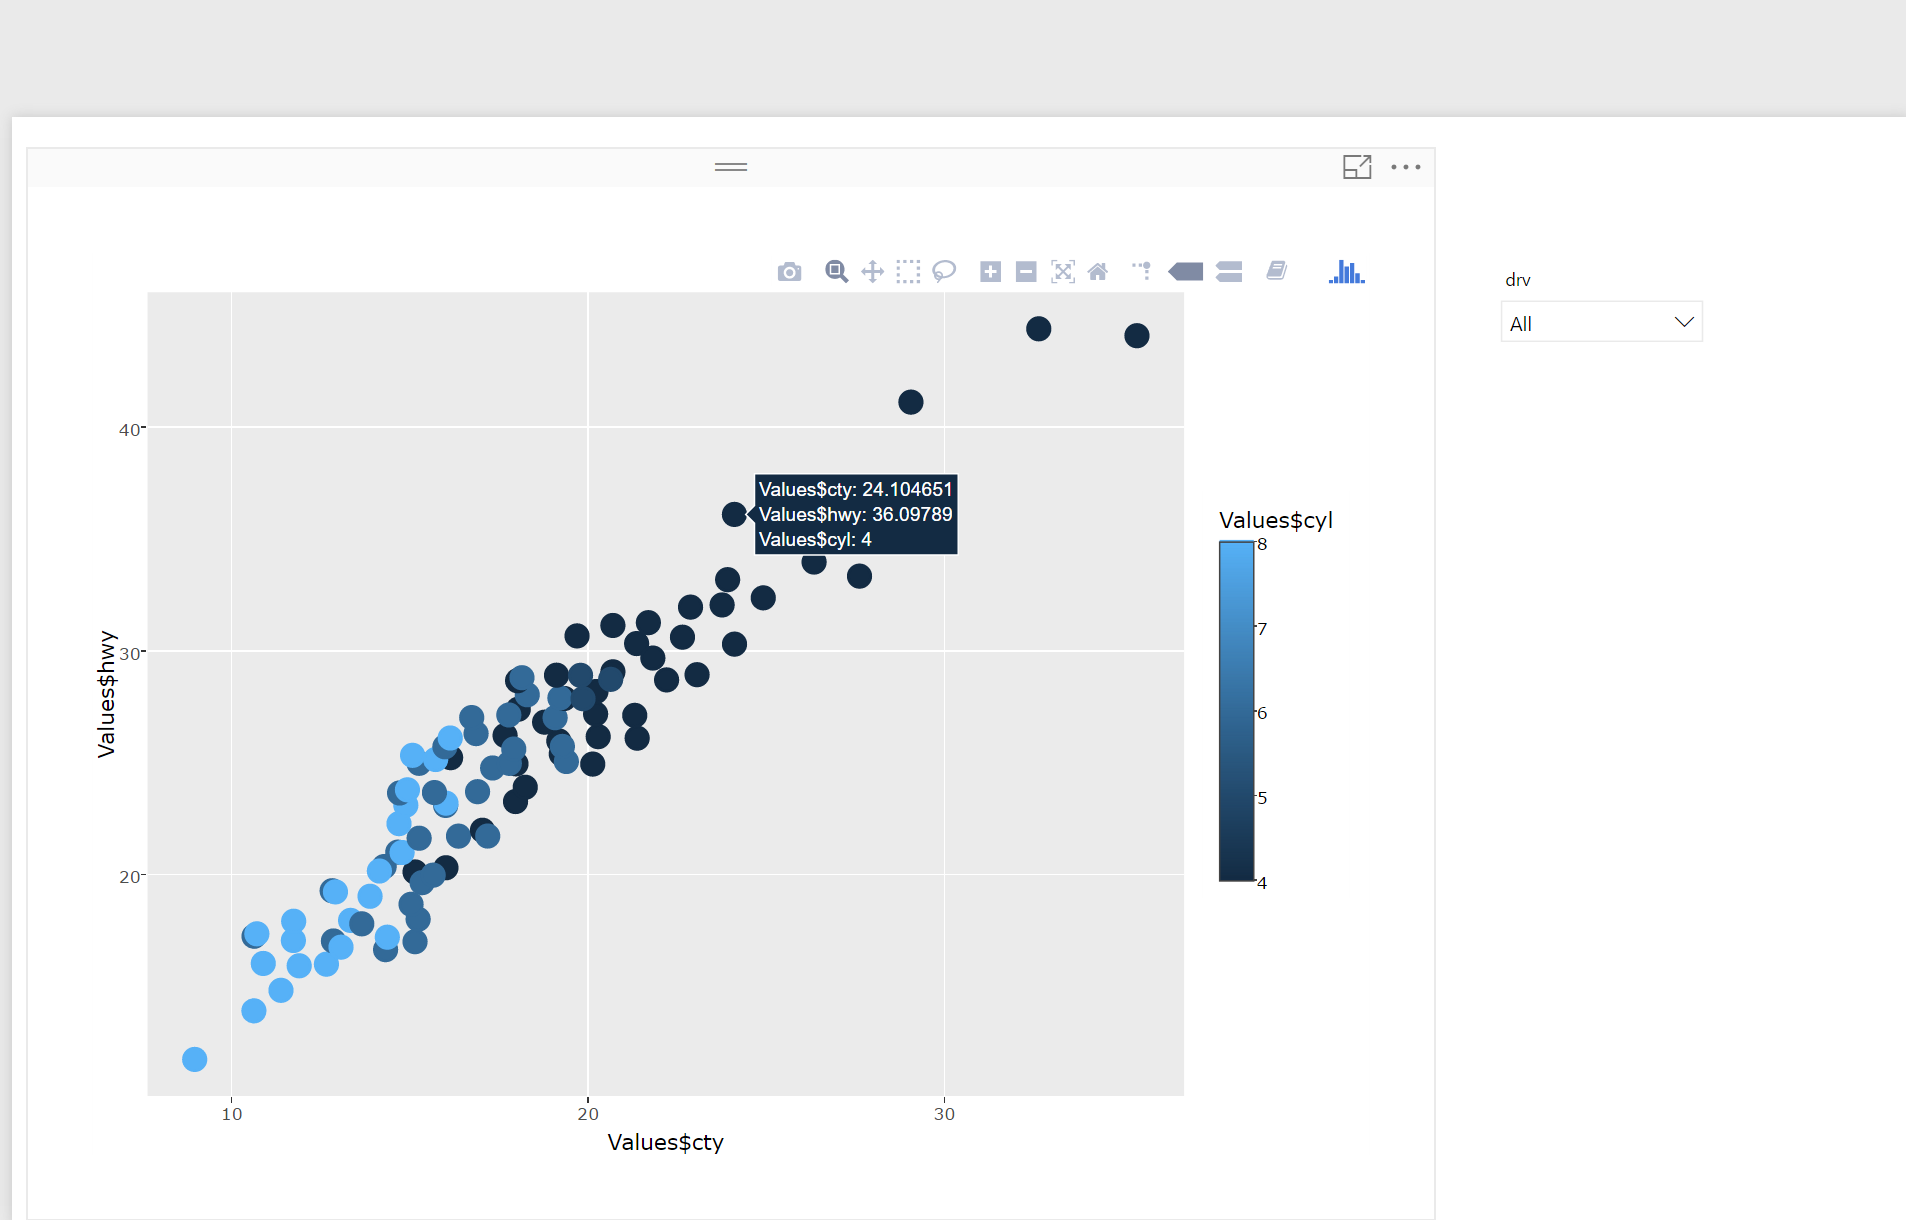 drv
All
40
30
20
Values$hwy
Values$cty: 24.104651
Values$hwy: 36.09789
Values$cyl: 4
Values$cyl
8
7
6
5
4
10
20
30
Values$cty